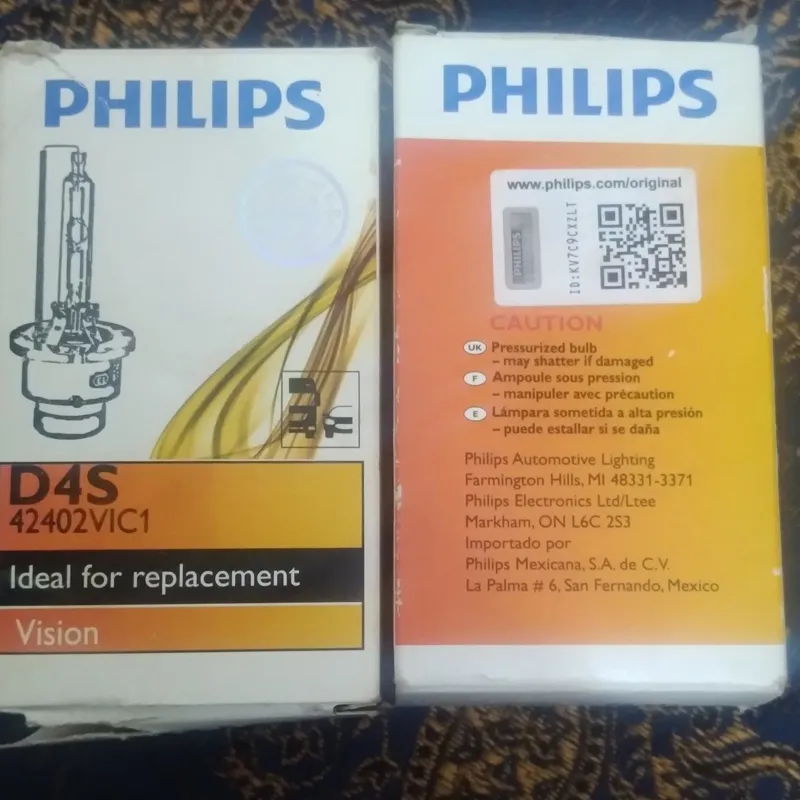 PHILIPS
D4S
42402VIC1
Ideal for replacement
Vision
PHILIPS
www.philips.com/original
PHILIPS
ID:KV7C9CXZLT
CAUTION
UK Pressurized bulb
– may shatter if damaged
F Ampoule sous pression
– manipuler avec précaution
E Lámpara sometida a alta presión
– puede estallar si se daña
Philips Automotive Lighting
Farmington Hills, MI 48331-3371
Philips Electronics Ltd/Ltee
Markham, ON L6C 2S3
Importado por
Philips Mexicana, S.A. de C.V.
La Palma # 6, San Fernando, Mexico